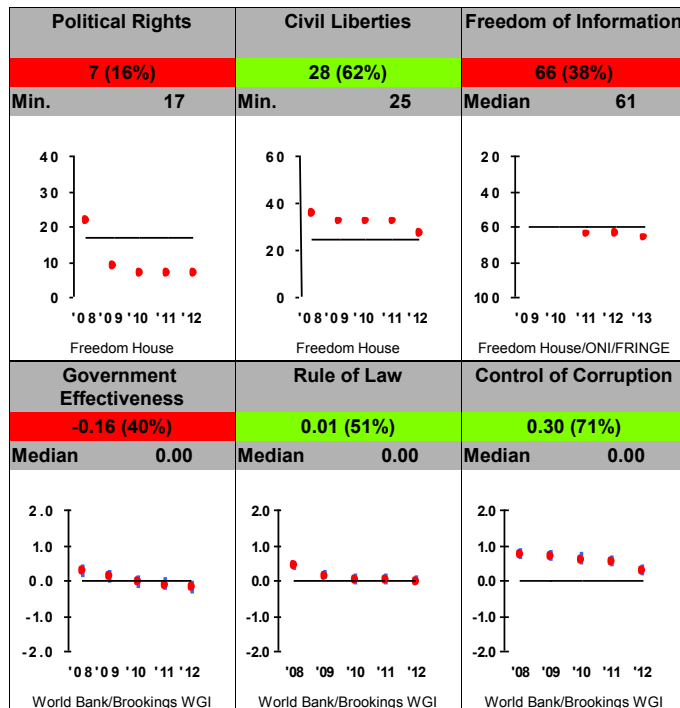 Political Rights
7 (16%)
Min. 17
40
30
20
10
0
'08 '09 '10 '11 '12
Freedom House
Civil Liberties
28 (62%)
Min. 25
60
40
20
0
'08 '09 '10 '11 '12
Freedom House
Freedom of Information
66 (38%)
Median 61
20
40
60
80
100
'09 '10 '11 '12 '13
Freedom House/ONI/FRINGE
Government
Effectiveness
-0.16 (40%)
Median 0.00
2.0
1.0
0.0
-1.0
-2.0
'08 '09 '10 '11 '12
World Bank/Brookings WGI
Rule of Law
0.01 (51%)
Median 0.00
2.0
1.0
0.0
-1.0
-2.0
'08 '09 '10 '11 '12
World Bank/Brookings WGI
Control of Corruption
0.30 (71%)
Median 0.00
2.0
1.0
0.0
-1.0
-2.0
'08 '09 '10 '11 '12
World Bank/Brookings WGI